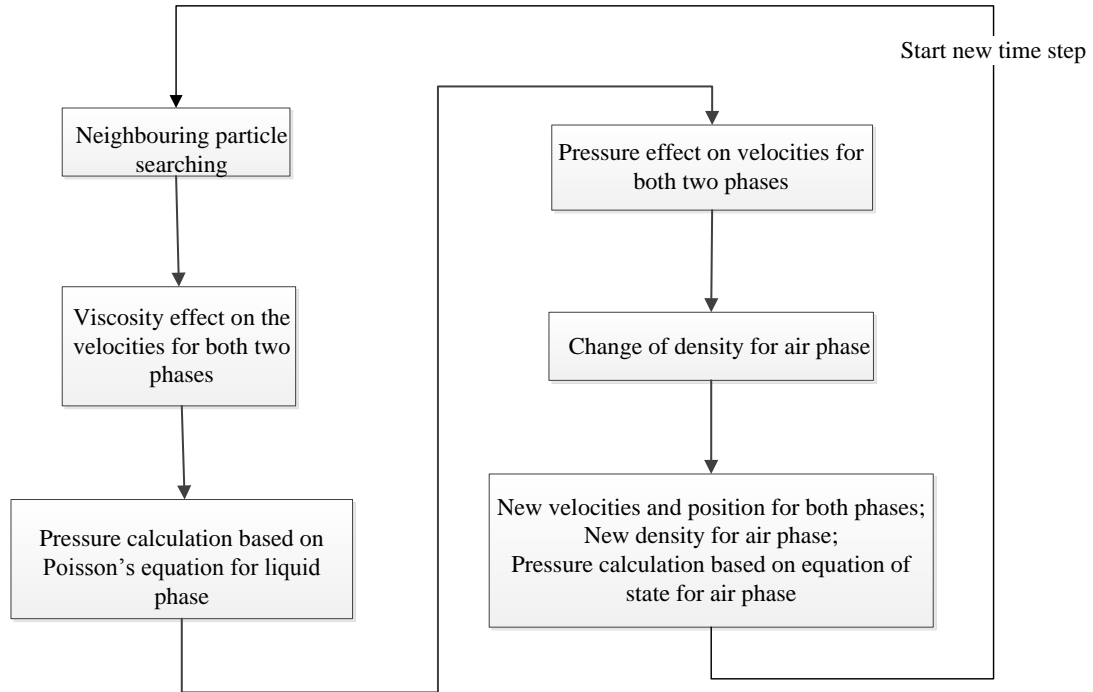 Start new time step
Neighbouring particle
searching
Viscosity effect on the
velocities for both two
phases
Pressure calculation based on
Poisson’s equation for liquid
phase
Pressure effect on velocities for
both two phases
Change of density for air phase
New velocities and position for both phases;
New density for air phase;
Pressure calculation based on equation of
state for air phase